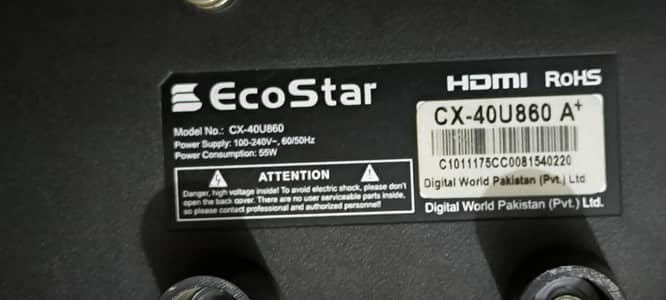 EcoStar
HDMI RoHS
Model No.: CX-40U860
Power Supply: 100-240V~, 60/50Hz
Power Consumption: 55W
ATTENTION
Danger, high voltage inside! To avoid electric shock, please don't
open the back cover. There are no user serviceable parts inside,
so please contact professional and authorized personnel!
CX-40U860 A+
C1011175CC0081540220
Digital World Pakistan (Pvt.) Ltd
Digital World Pakistan (Pvt.) Ltd.